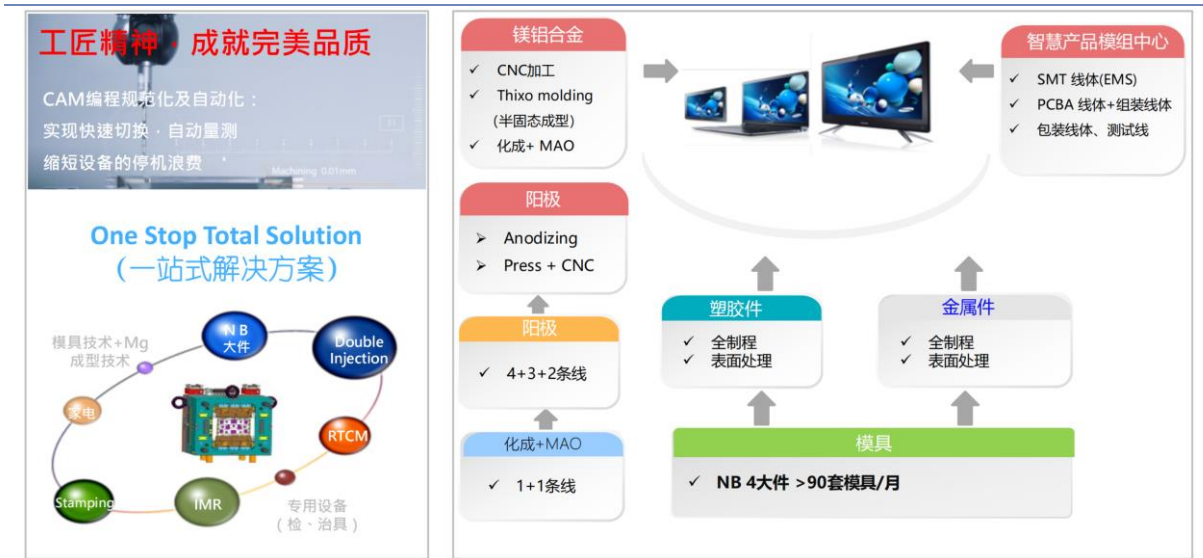 工匠精神·成就完美品质
CAM编程规范化及自动化：
实现快速切换·自动量测
缩短设备的停机浪费
Machining 0.01mm
One Stop Total Solution
（一站式解决方案）
模具技术+Mg
成型技术
NB
大件
Double
Injection
家电
RTCM
Stamping
IMR
专用设备
(检、治具)
镁铝合金
✓ CNC加工
✓ Thixo molding
(半固态成型)
✓ 化成+ MAO
智慧产品模组中心
✓ SMT 线体(EMS)
✓ PCBA 线体+组装线体
✓ 包装线体、测试线
阳极
➢ Anodizing
➢ Press + CNC
阳极
✓ 4+3+2条线
化成+MAO
✓ 1+1条线
塑胶件
✓ 全制程
✓ 表面处理
金属件
✓ 全制程
✓ 表面处理
模具
✓ NB 4大件 >90套模具/月